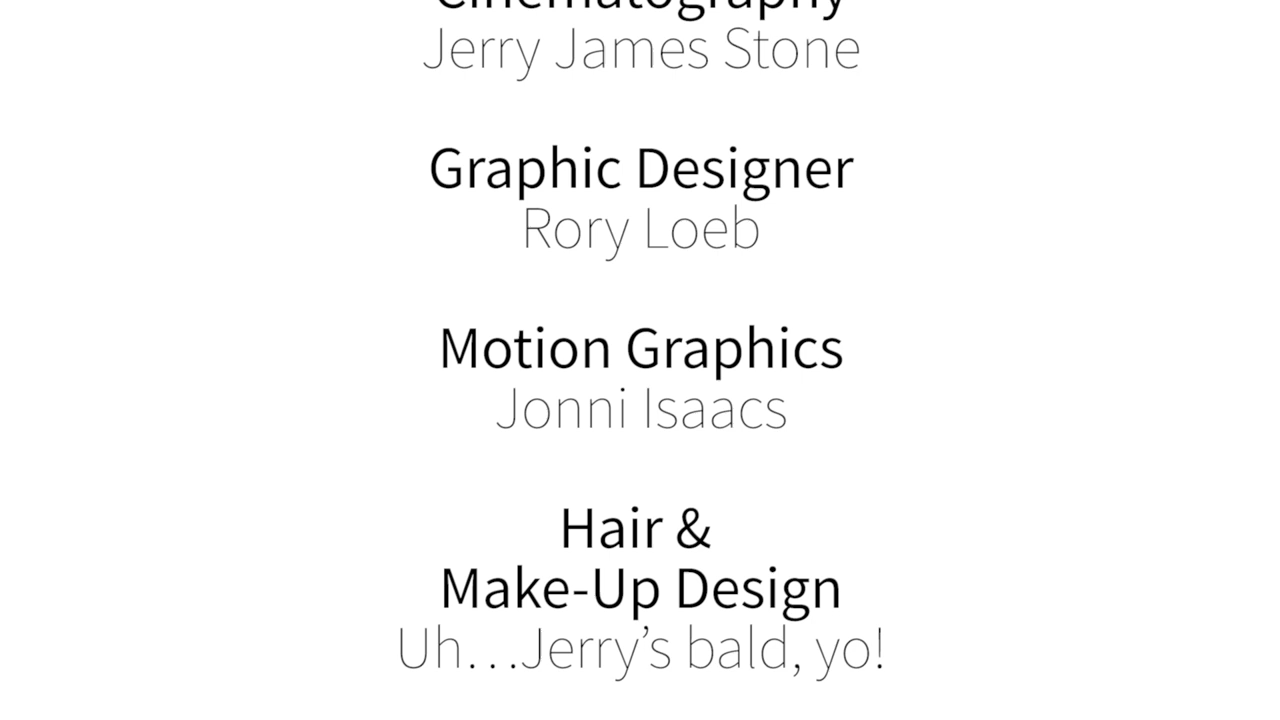 Cinematography
Jerry James Stone
Graphic Designer
Rory Loeb
Motion Graphics
Jonni Isaacs
Hair &
Make-Up Design
Uh...Jerry’s bald, yo!